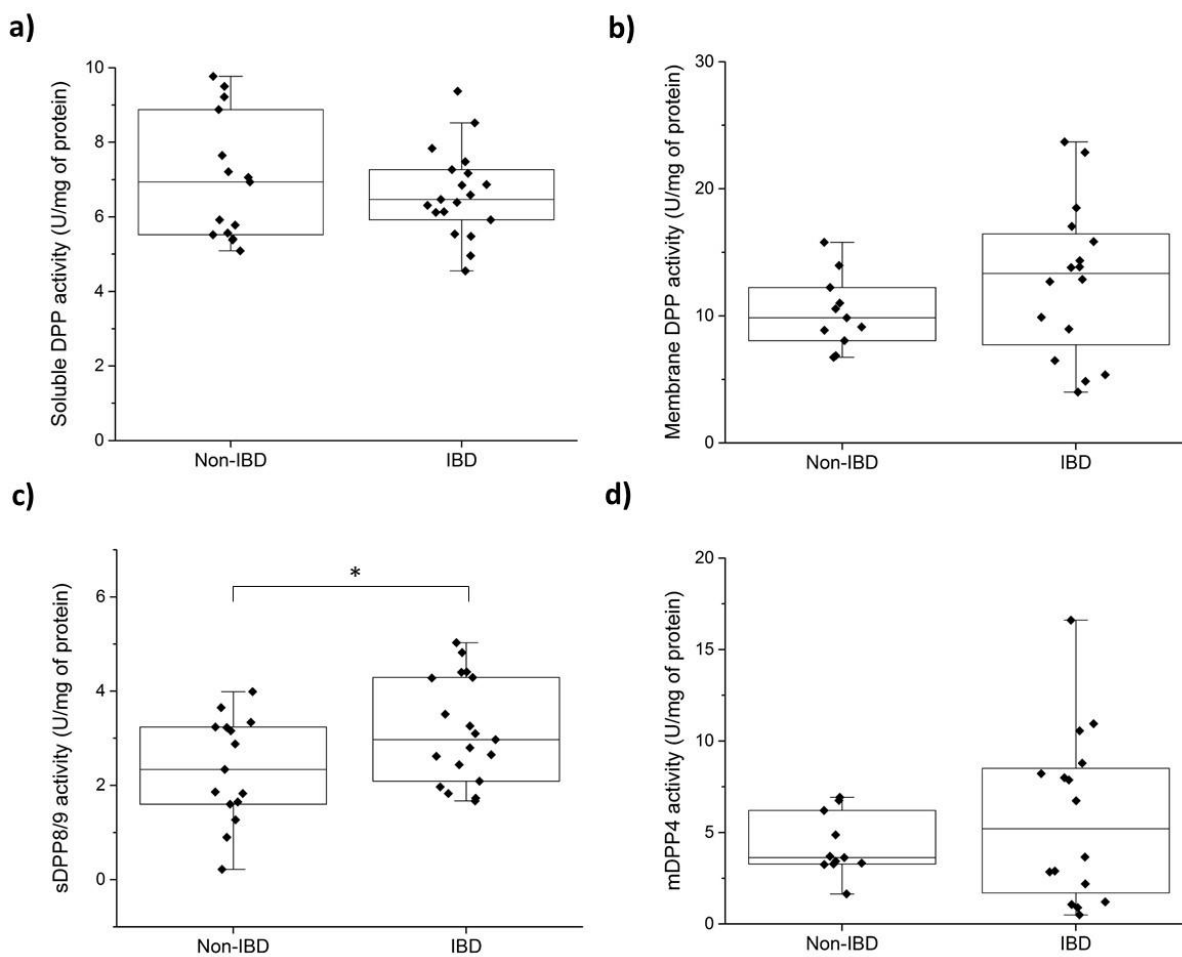 a)
Soluble DPP activity (U/mg of protein)
10
8
6
4
2
0
Non-IBD IBD
b)
Membrane DPP activity (U/mg of protein)
30
20
10
0
Non-IBD IBD
c)
sDPP8/9 activity (U/mg of protein)
6
4
2
0
*
Non-IBD IBD
d)
mDPP4 activity (U/mg of protein)
20
15
10
5
0
Non-IBD IBD